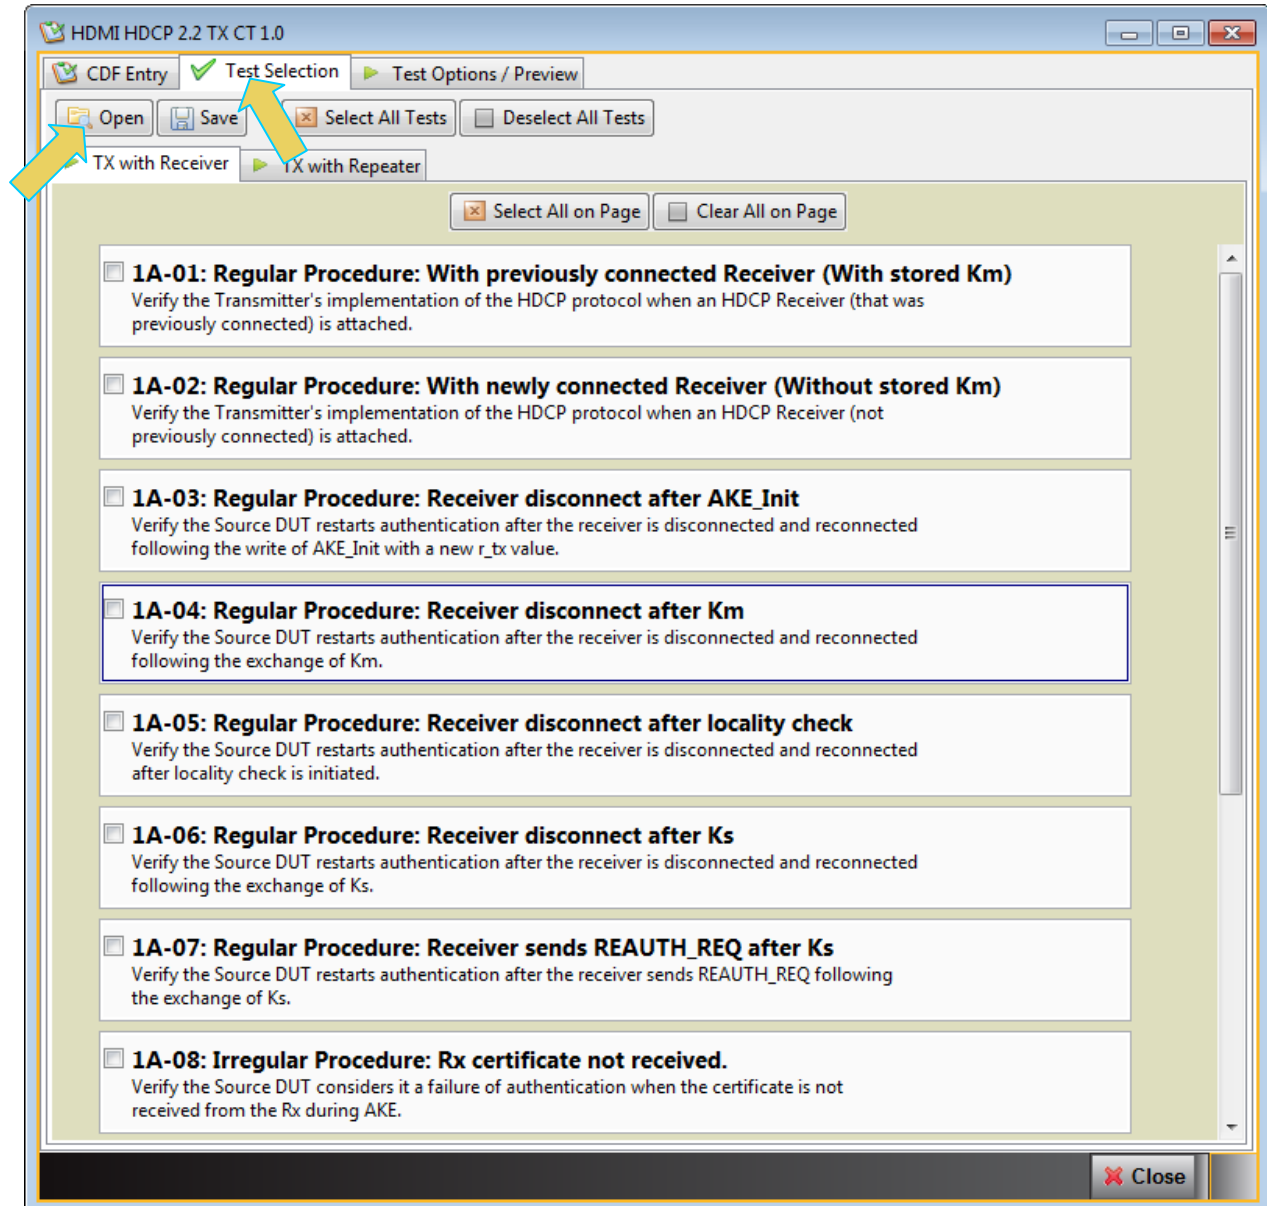 HDMI HDCP 2.2 TX CT 1.0
CDF Entry Test Selection Test Options / Preview
Open Save Select All Tests Deselect All Tests
TX with Receiver TX with Repeater
Select All on Page Clear All on Page
1A-01: Regular Procedure: With previously connected Receiver (With stored Km)
Verify the Transmitter's implementation of the HDCP protocol when an HDCP Receiver (that was
previously connected) is attached.
1A-02: Regular Procedure: With newly connected Receiver (Without stored Km)
Verify the Transmitter's implementation of the HDCP protocol when an HDCP Receiver (not
previously connected) is attached.
1A-03: Regular Procedure: Receiver disconnect after AKE_Init
Verify the Source DUT restarts authentication after the receiver is disconnected and reconnected
following the write of AKE_Init with a new r_tx value.
1A-04: Regular Procedure: Receiver disconnect after Km
Verify the Source DUT restarts authentication after the receiver is disconnected and reconnected
following the exchange of Km.
1A-05: Regular Procedure: Receiver disconnect after locality check
Verify the Source DUT restarts authentication after the receiver is disconnected and reconnected
after locality check is initiated.
1A-06: Regular Procedure: Receiver disconnect after Ks
Verify the Source DUT restarts authentication after the receiver is disconnected and reconnected
following the exchange of Ks.
1A-07: Regular Procedure: Receiver sends REAUTH_REQ after Ks
Verify the Source DUT restarts authentication after the receiver sends REAUTH_REQ following
the exchange of Ks.
1A-08: Irregular Procedure: Rx certificate not received.
Verify the Source DUT considers it a failure of authentication when the certificate is not
received from the Rx during AKE.
Close